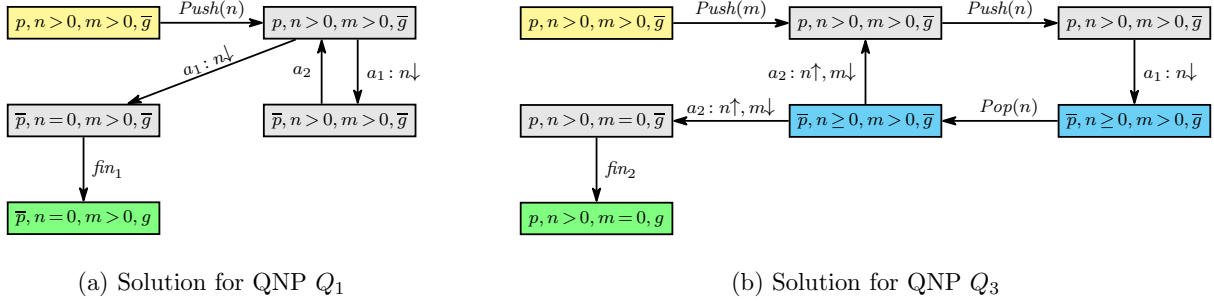 p, n > 0, m > 0, g̅
Push(n)
p, n > 0, m > 0, g̅
a₁ : n↓
a₂
a₁ : n↓
p̅, n = 0, m > 0, g̅
p̅, n > 0, m > 0, g̅
fin₁
p̅, n = 0, m > 0, g
(a) Solution for QNP Q₁
p, n > 0, m > 0, g̅
Push(m)
p, n > 0, m > 0, g̅
Push(n)
p, n > 0, m > 0, g̅
a₂ : n↑, m↓
a₁ : n↓
p, n > 0, m = 0, g̅
a₂ : n↑, m↓
p̅, n ≥ 0, m > 0, g̅
Pop(n)
p̅, n ≥ 0, m > 0, g̅
fin₂
p, n > 0, m = 0, g
(b) Solution for QNP Q₃